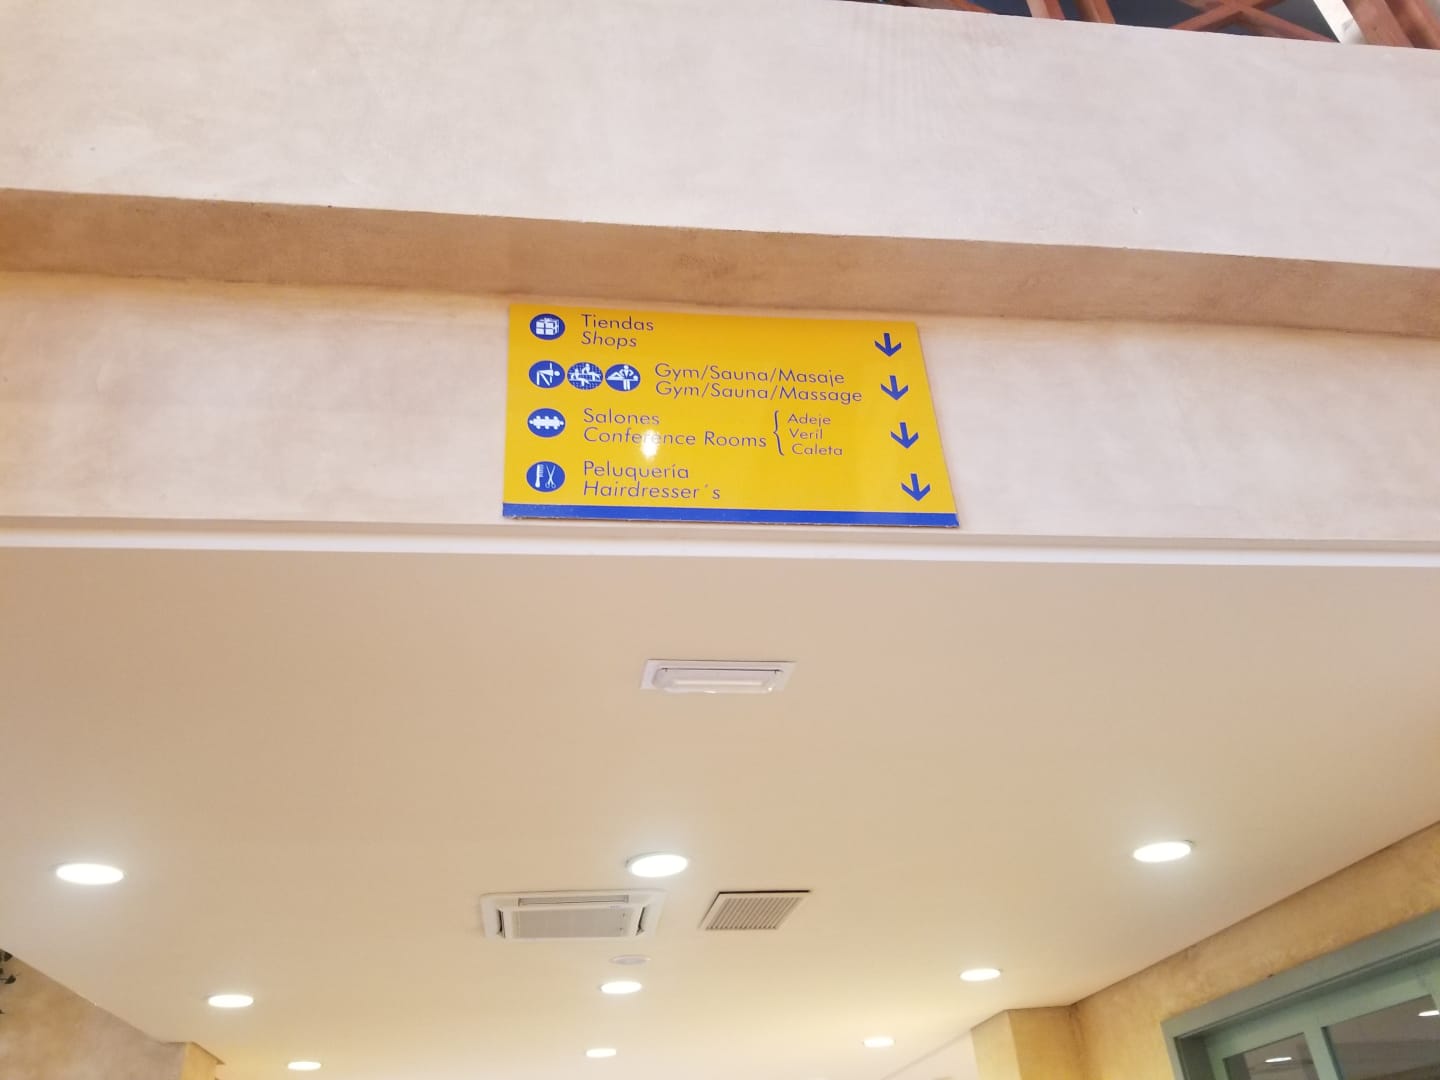 Tiendas
Shops
Gym/Sauna/Masaje
Gym/Sauna/Massage
Salones
Conference Rooms
Adeje
Veril
Caleta
Peluquería
Hairdresser´s